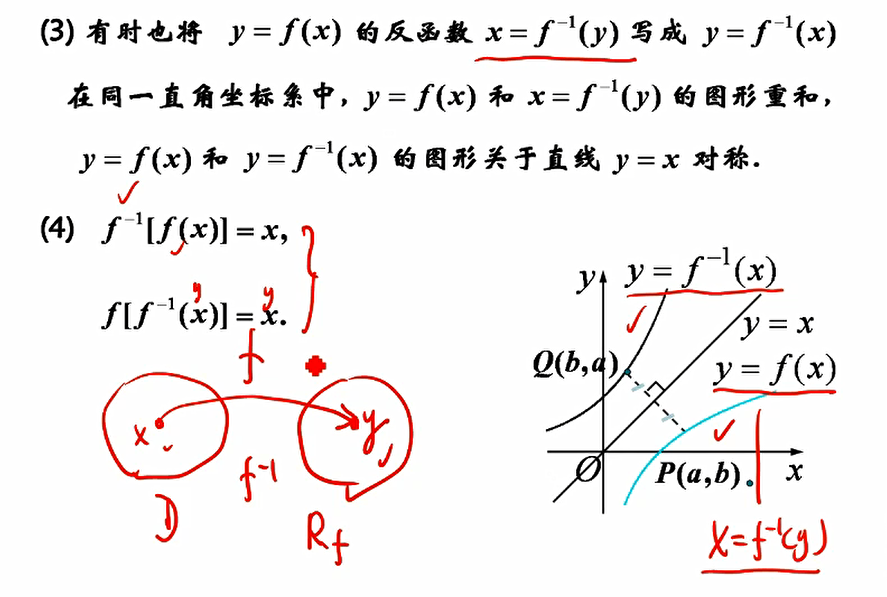 (3) 有时也将 y = f(x) 的反函数 x = f⁻¹(y) 写成 y = f⁻¹(x)
在同一直角坐标系中, y = f(x) 和 x = f⁻¹(y) 的图形重和,
y = f(x) 和 y = f⁻¹(x) 的图形关于直线 y = x 对称.
(4) f⁻¹[f(x)] = x,
y y
f[f⁻¹(x)] = x.
f
x y
f⁻¹
D
R_f
y
y = f⁻¹(x)
y = x
Q(b,a)
y = f(x)
O
P(a,b)
x
x = f⁻¹(y)